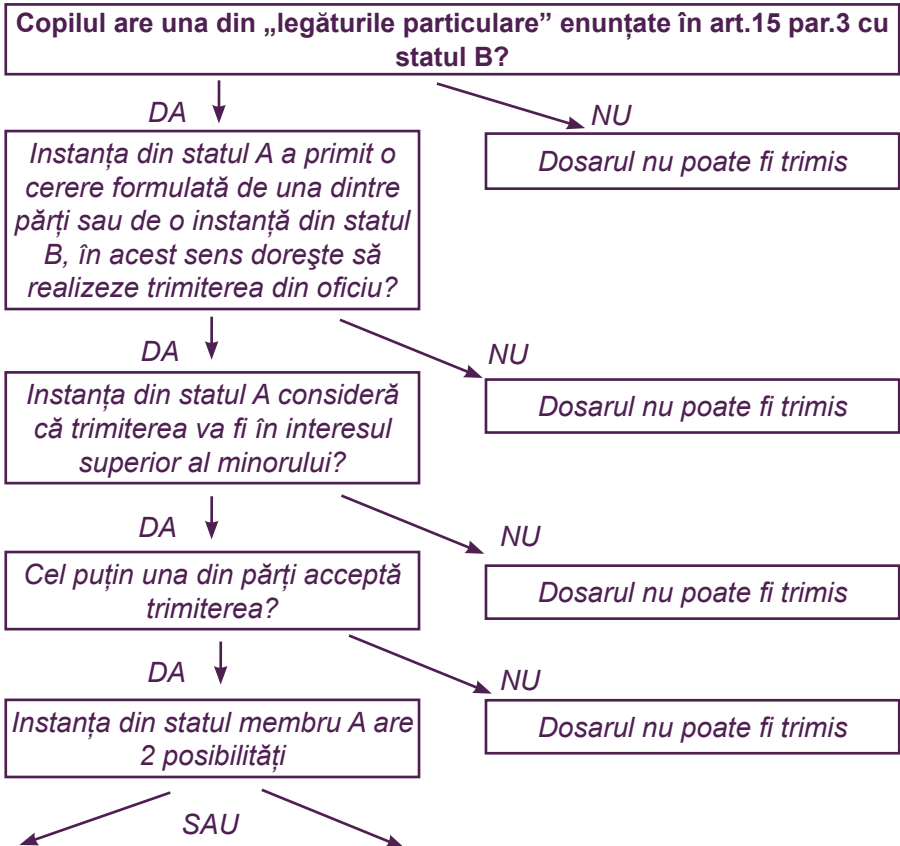 Copilul are una din „legăturile particulare” enunțate în art.15 par.3 cu
statul B?
DA
NU
Instanța din statul A a primit o
cerere formulată de una dintre
părți sau de o instanță din statul
B, în acest sens doreşte să
realizeze trimiterea din oficiu?
Dosarul nu poate fi trimis
DA
NU
Instanța din statul A consideră
că trimiterea va fi în interesul
superior al minorului?
Dosarul nu poate fi trimis
DA
NU
Cel puțin una din părți acceptă
trimiterea?
Dosarul nu poate fi trimis
DA
NU
Instanța din statul membru A are
2 posibilități
Dosarul nu poate fi trimis
SAU